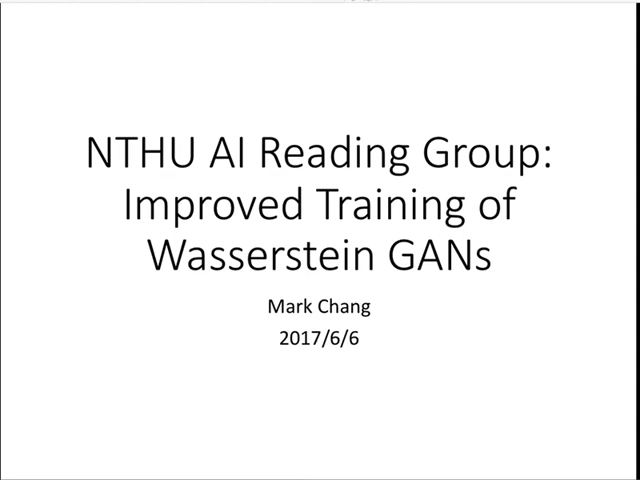 NTHU AI Reading Group:
Improved Training of
Wasserstein GANs
Mark Chang
2017/6/6